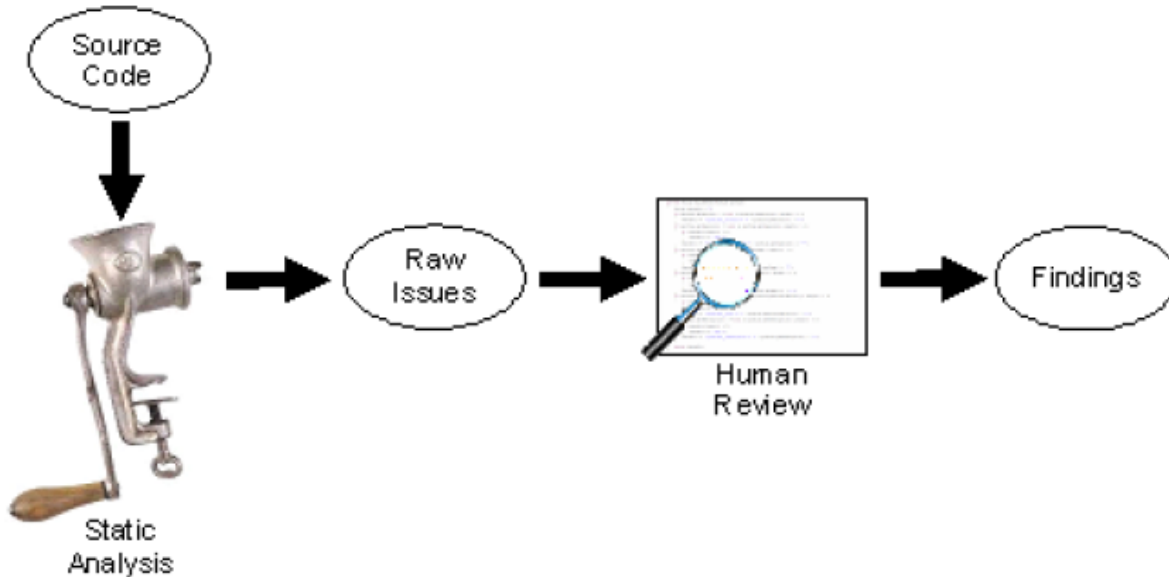 Source
Code
Raw
Issues
Findings
Human
Review
Static
Analysis